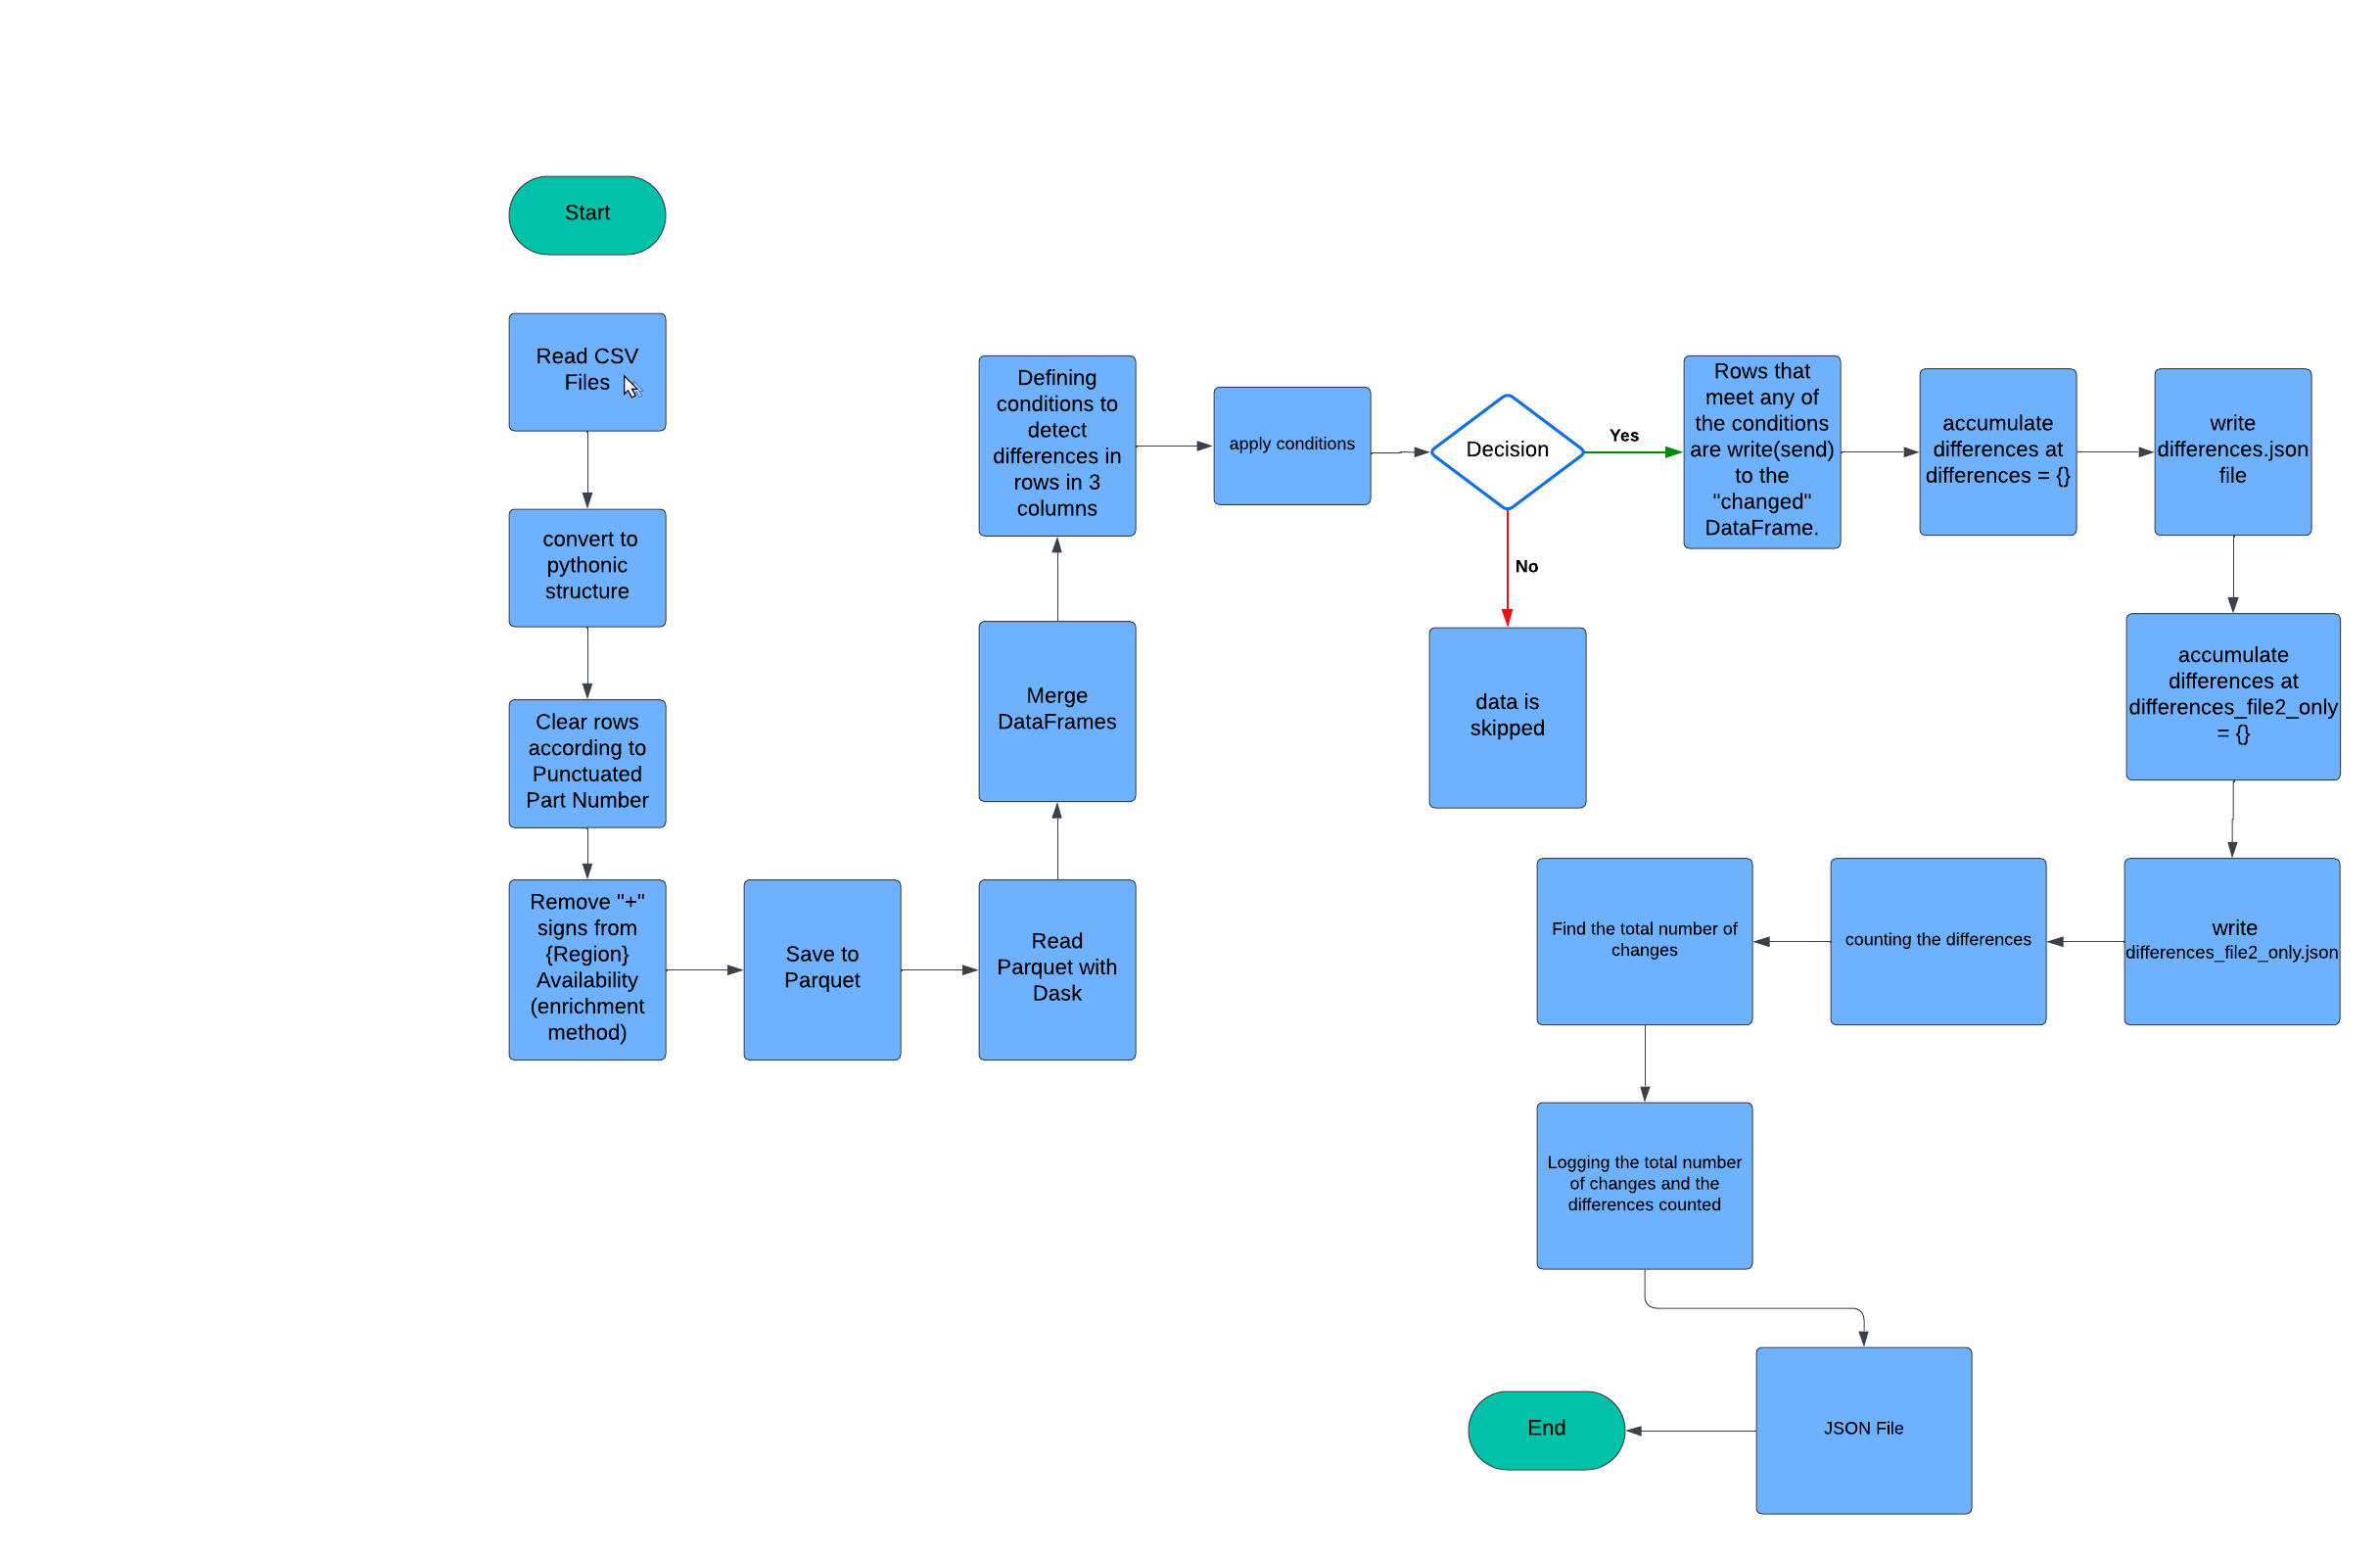 Start
Read CSV
Files
convert to
pythonic
structure
Clear rows
according to
Punctuated
Part Number
Remove "+"
signs from
{Region}
Availability
(enrichment
method)
Save to
Parquet
Read
Parquet with
Dask
Merge
DataFrames
Defining
conditions to
detect
differences in
rows in 3
columns
apply conditions
Decision
Yes
No
data is
skipped
Rows that
meet any of
the conditions
are write(send)
to the
"changed"
DataFrame.
accumulate
differences at
differences = {}
write
differences.json
file
accumulate
differences at
differences_file2_only
= {}
write
differences_file2_only.json
counting the differences
Find the total number of
changes
Logging the total number
of changes and the
differences counted
JSON File
End